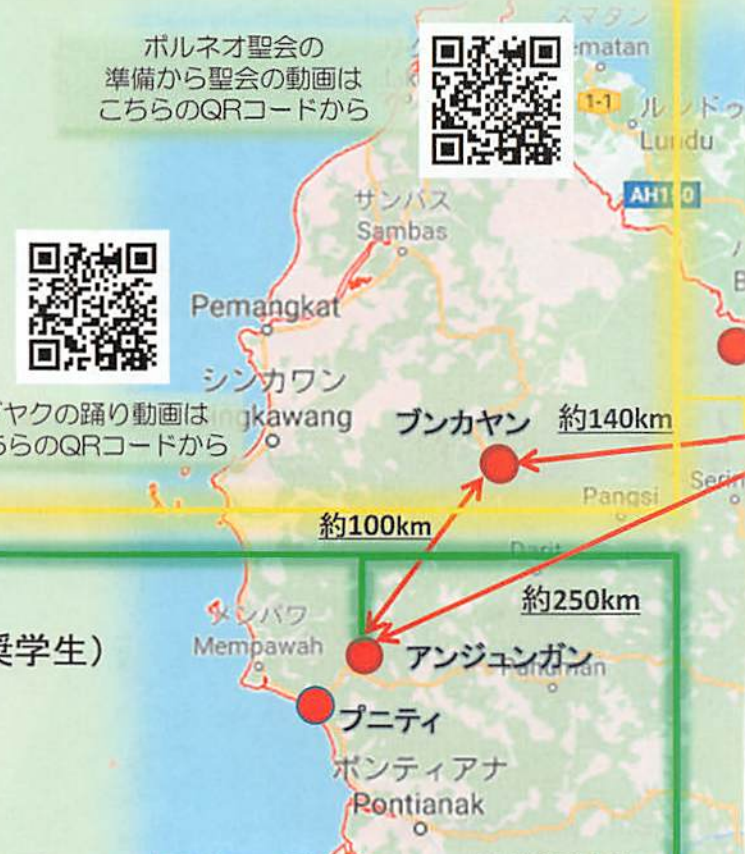 ボルネオ聖会の
準備から聖会の動画は
こちらのQRコードから
スマタン
ematan
1-1
Lundu
AH150
サンバス
Sambas
Pemangkat
シンカワン
ngkawang
ヤクの踊り動画は
ちらのQRコードから
ブンカヤン
約140km
Pangsi
約100km
Darit
約250km
メンパワ
Mempawah
奨学生）
アンジュンガン
プニティ
ポンティアナ
Pontianak